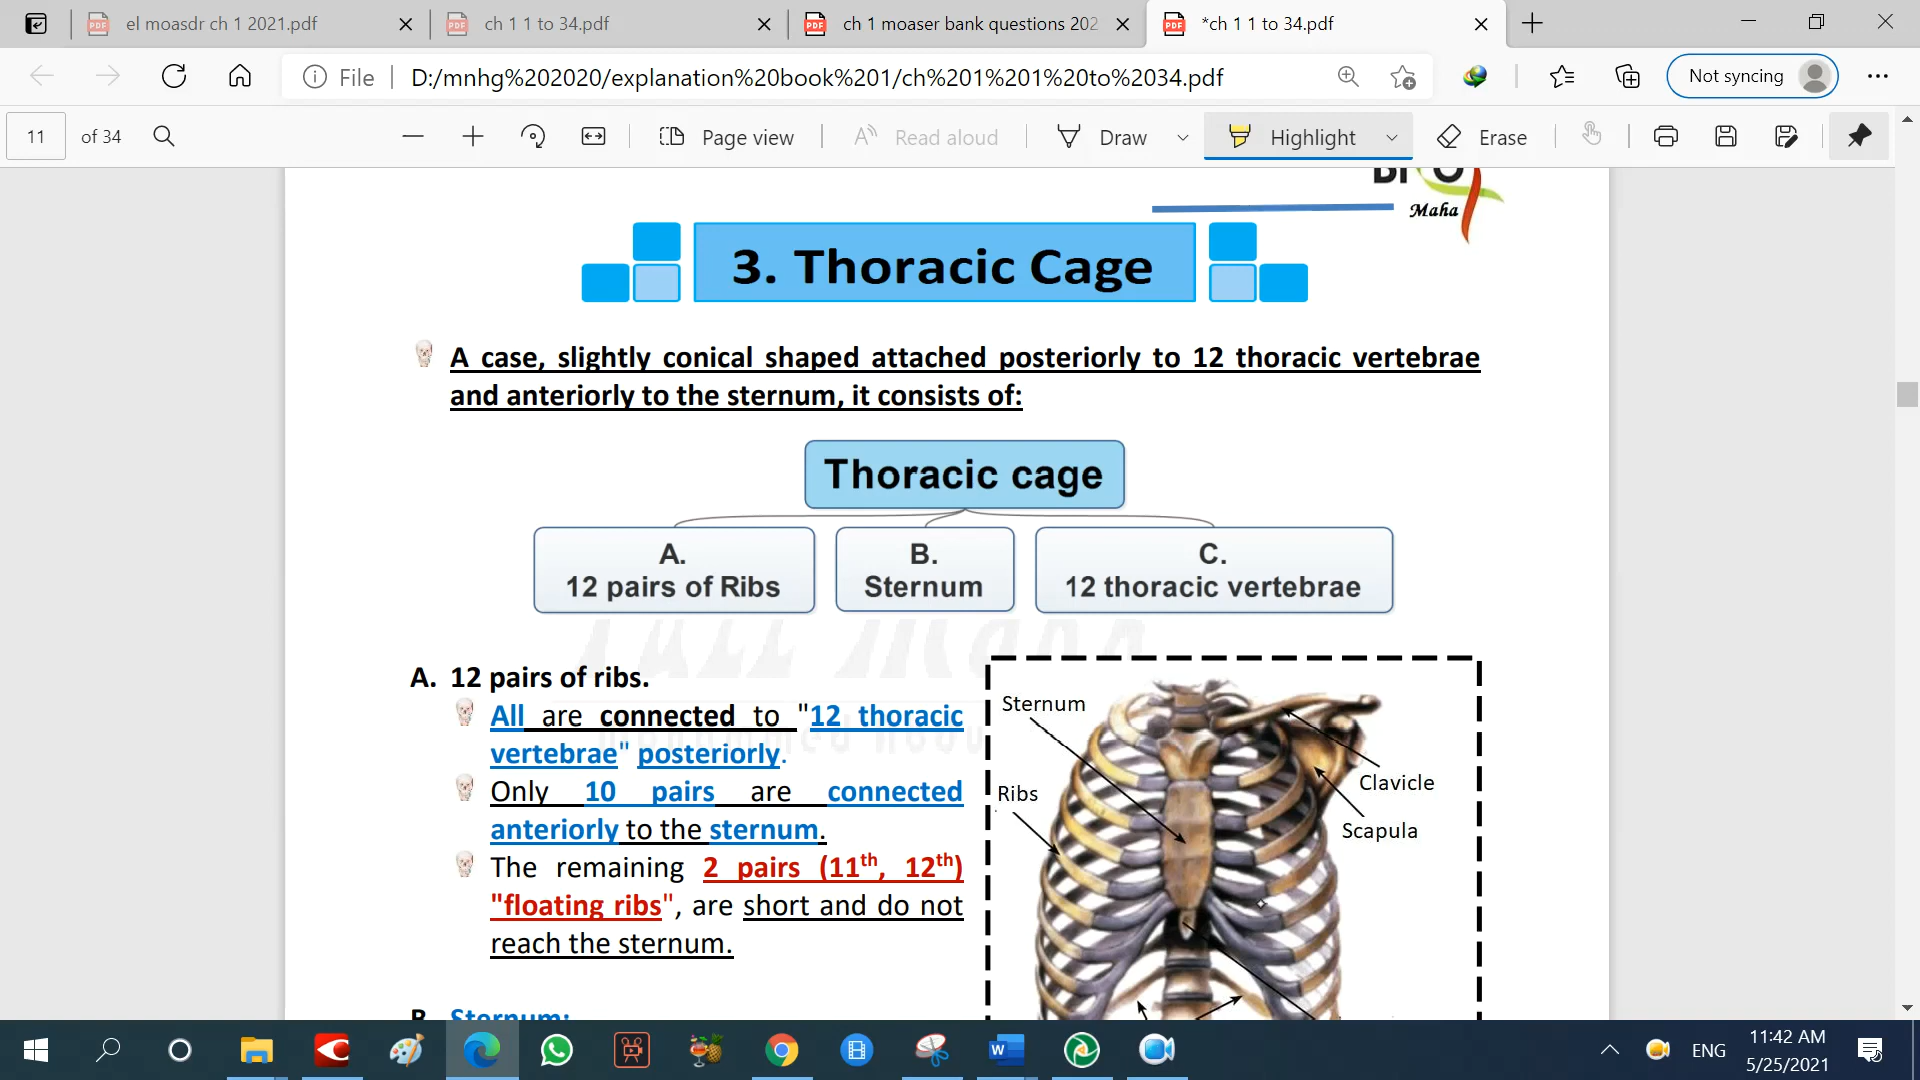 el moasdr ch 1 2021.pdf
ch 1 1 to 34.pdf
ch 1 moaser bank questions 202
*ch 1 1 to 34.pdf
File
D:/mnhg%202020/explanation%20book%201/ch%201%201%20to%2034.pdf
Not syncing
11 of 34
Page view
Read aloud
Draw
Highlight
Erase
Maha
3. Thoracic Cage
A case, slightly conical shaped attached posteriorly to 12 thoracic vertebrae
and anteriorly to the sternum, it consists of:
Thoracic cage
A.
12 pairs of Ribs
B.
Sternum
C.
12 thoracic vertebrae
A. 12 pairs of ribs.
All are connected to "12 thoracic
vertebrae" posteriorly.
Only 10 pairs are connected
anteriorly to the sternum.
The remaining 2 pairs (11th, 12th)
"floating ribs", are short and do not
reach the sternum.
Sternum
Ribs
Clavicle
Scapula
B. Sternum:
ENG
11:42 AM
5/25/2021